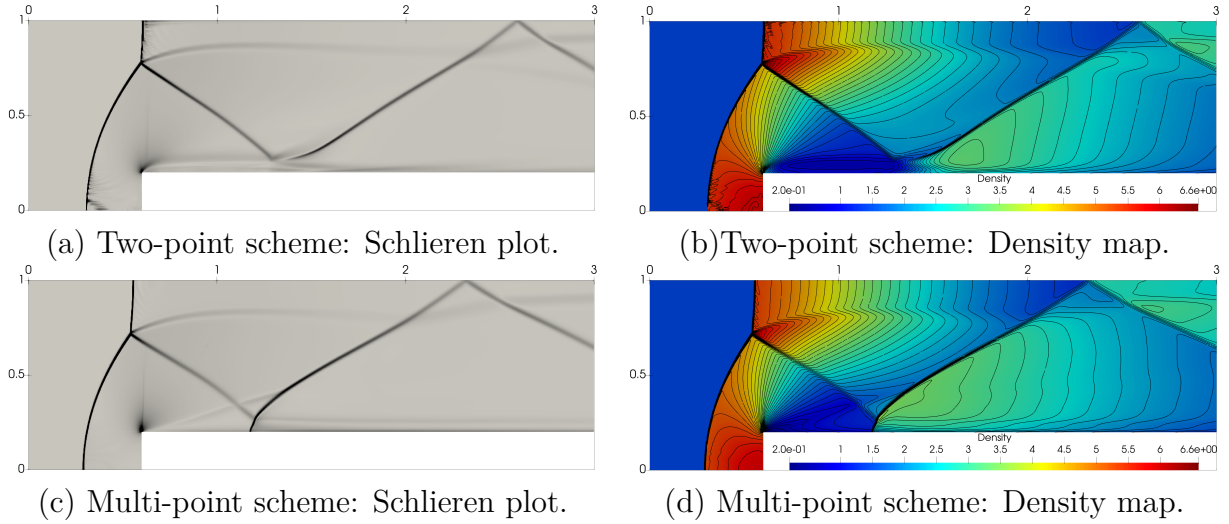 0 1 2 3
1
0.5
0
0 1 2 3
1
0.5
0
Density
2.0e-01 1 1.5 2 2.5 3 3.5 4 4.5 5 5.5 6 6.6e+00
(a) Two-point scheme: Schlieren plot.
(b)Two-point scheme: Density map.
0 1 2 3
1
0.5
0
0 1 2 3
1
0.5
0
Density
2.0e-01 1 1.5 2 2.5 3 3.5 4 4.5 5 5.5 6 6.6e+00
(c) Multi-point scheme: Schlieren plot.
(d) Multi-point scheme: Density map.